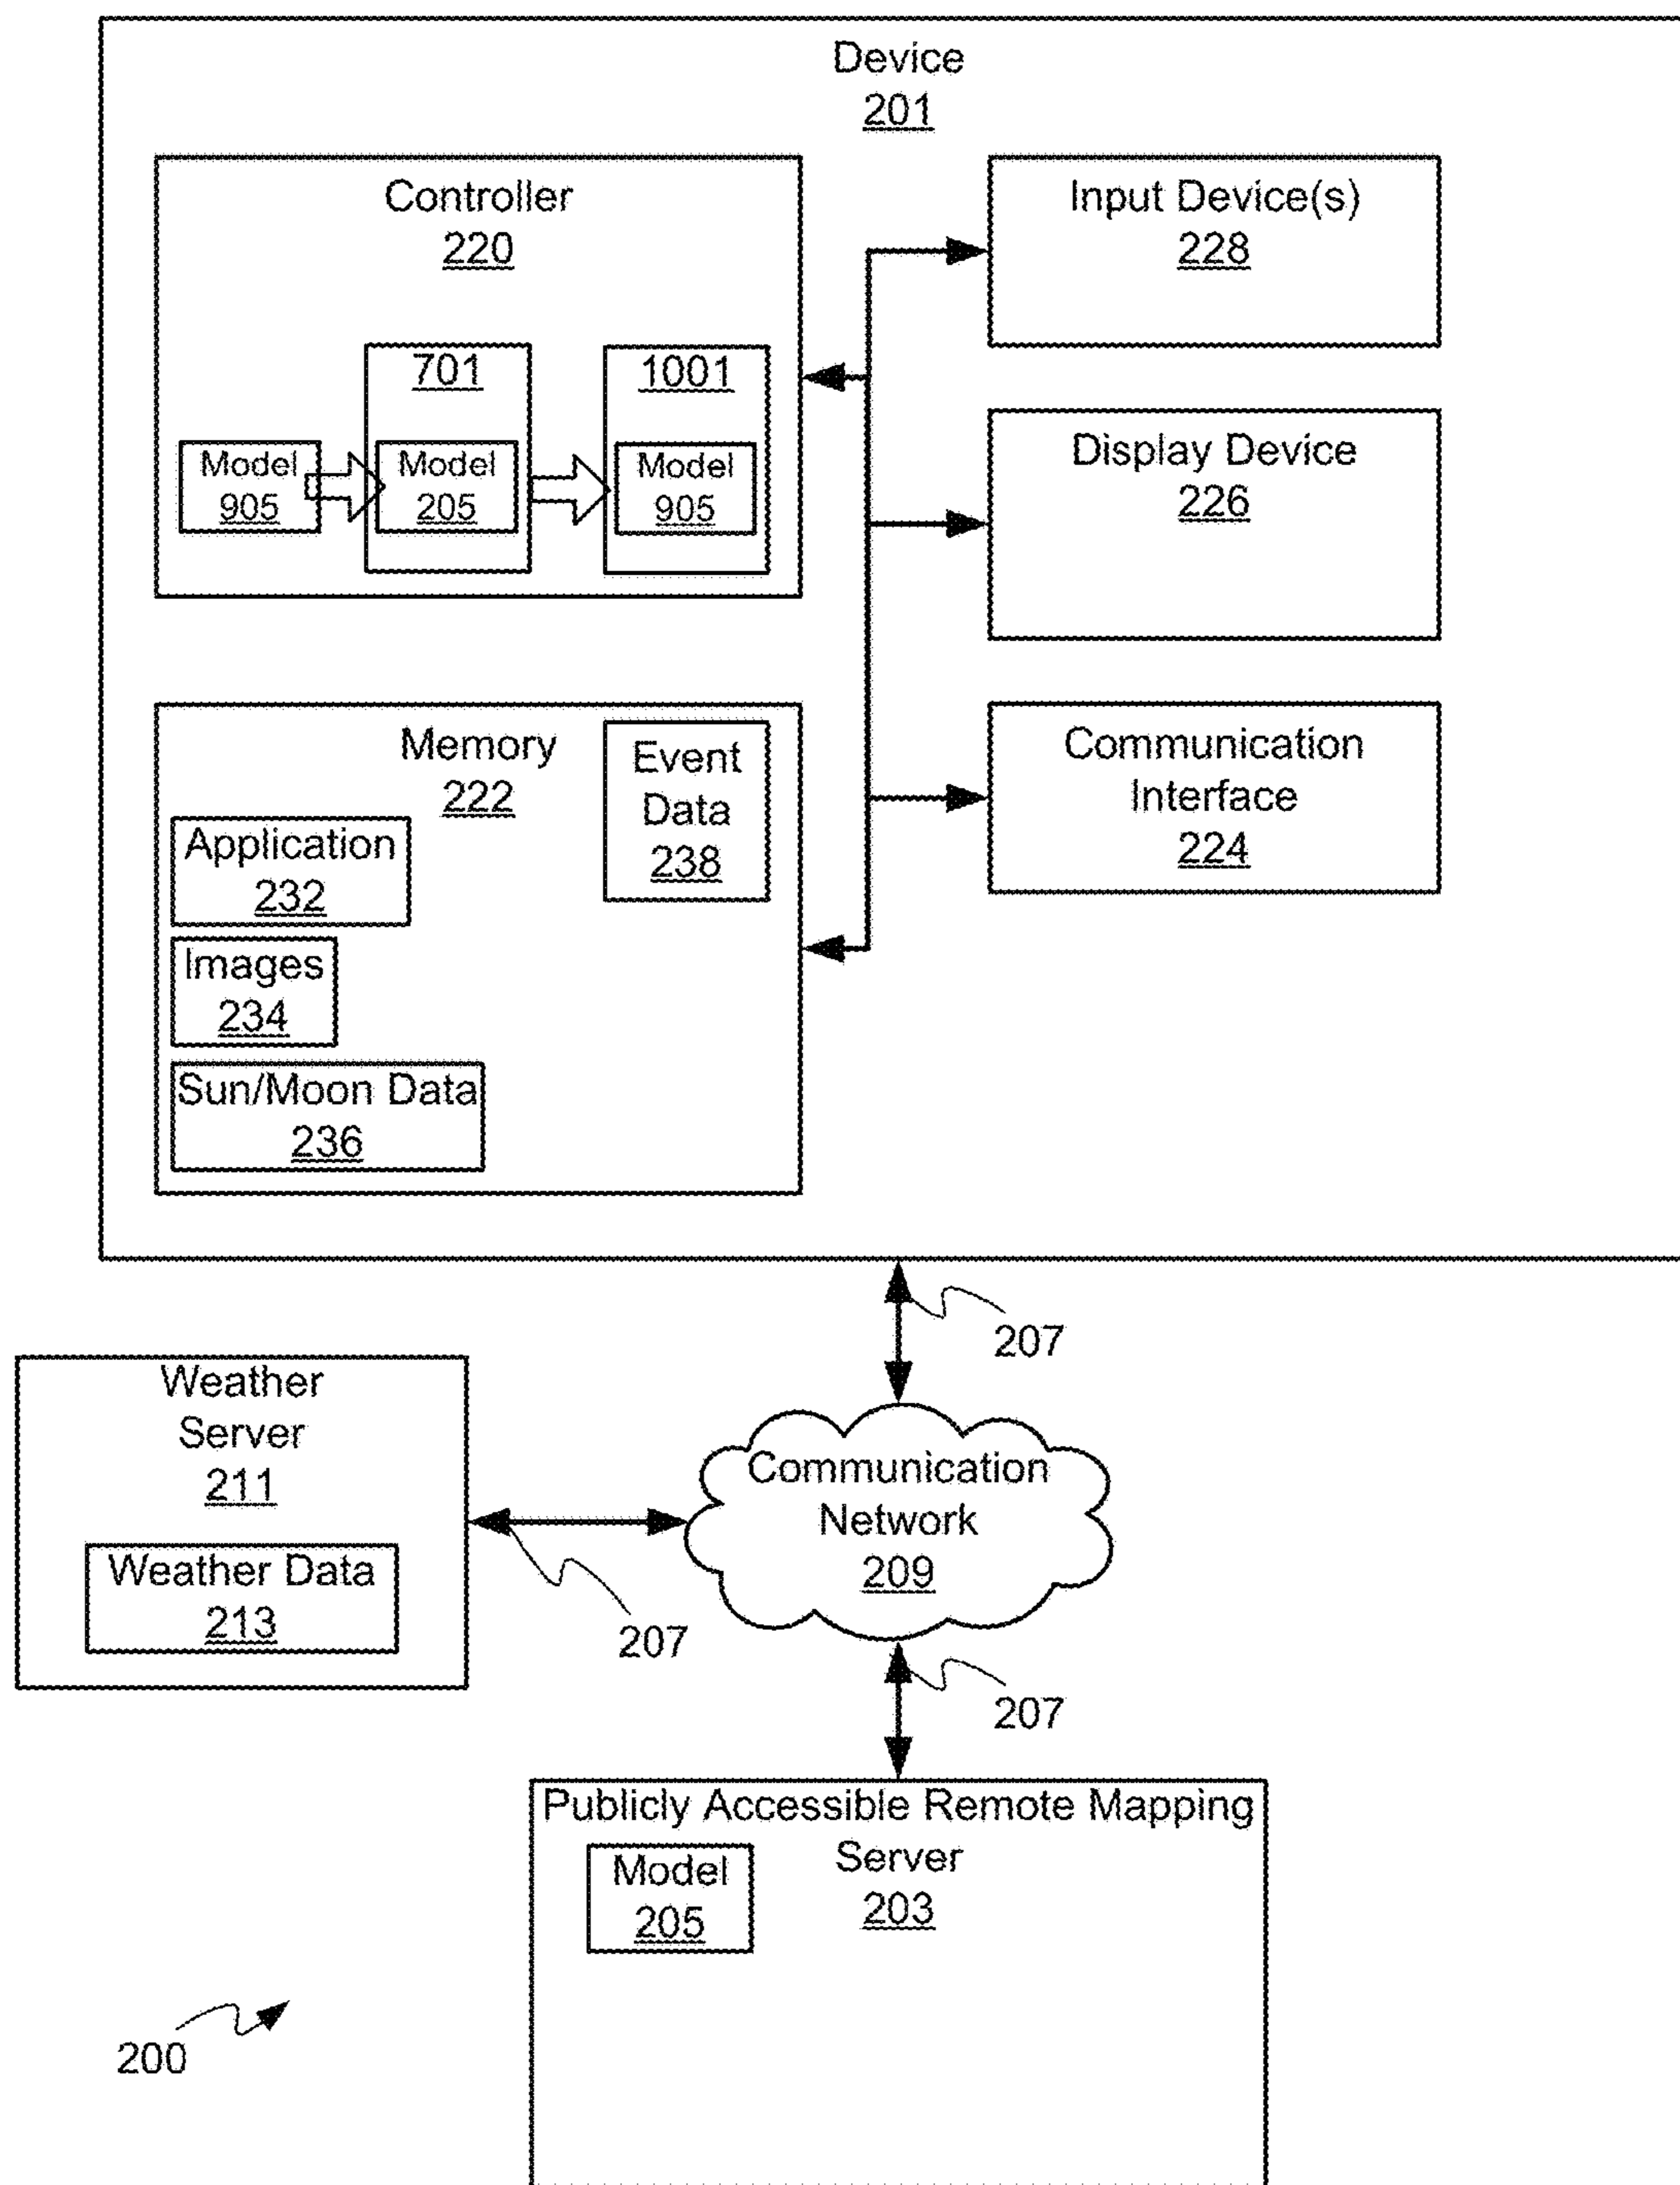 Device
201
Controller
220
701
1001
Model
905
Model
205
Model
905
Input Device(s)
228
Display Device
226
Memory
222
Event
Data
238
Application
232
Images
234
Sun/Moon Data
236
Communication
Interface
224
207
Weather
Server
211
Weather Data
213
207
Communication
Network
209
207
Publicly Accessible Remote Mapping
Server
203
Model
205
200